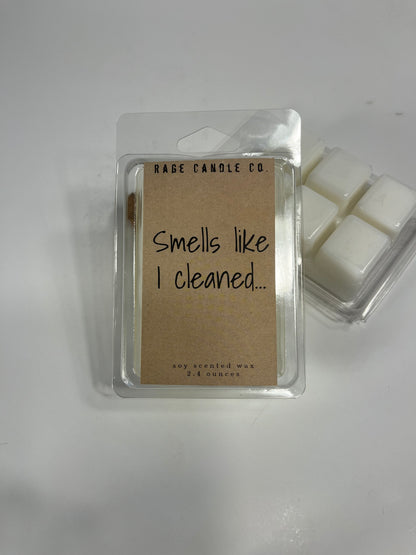 RAGE CANDLE CO.
Smells like
I cleaned...
soy scented wax
2.4 ounces